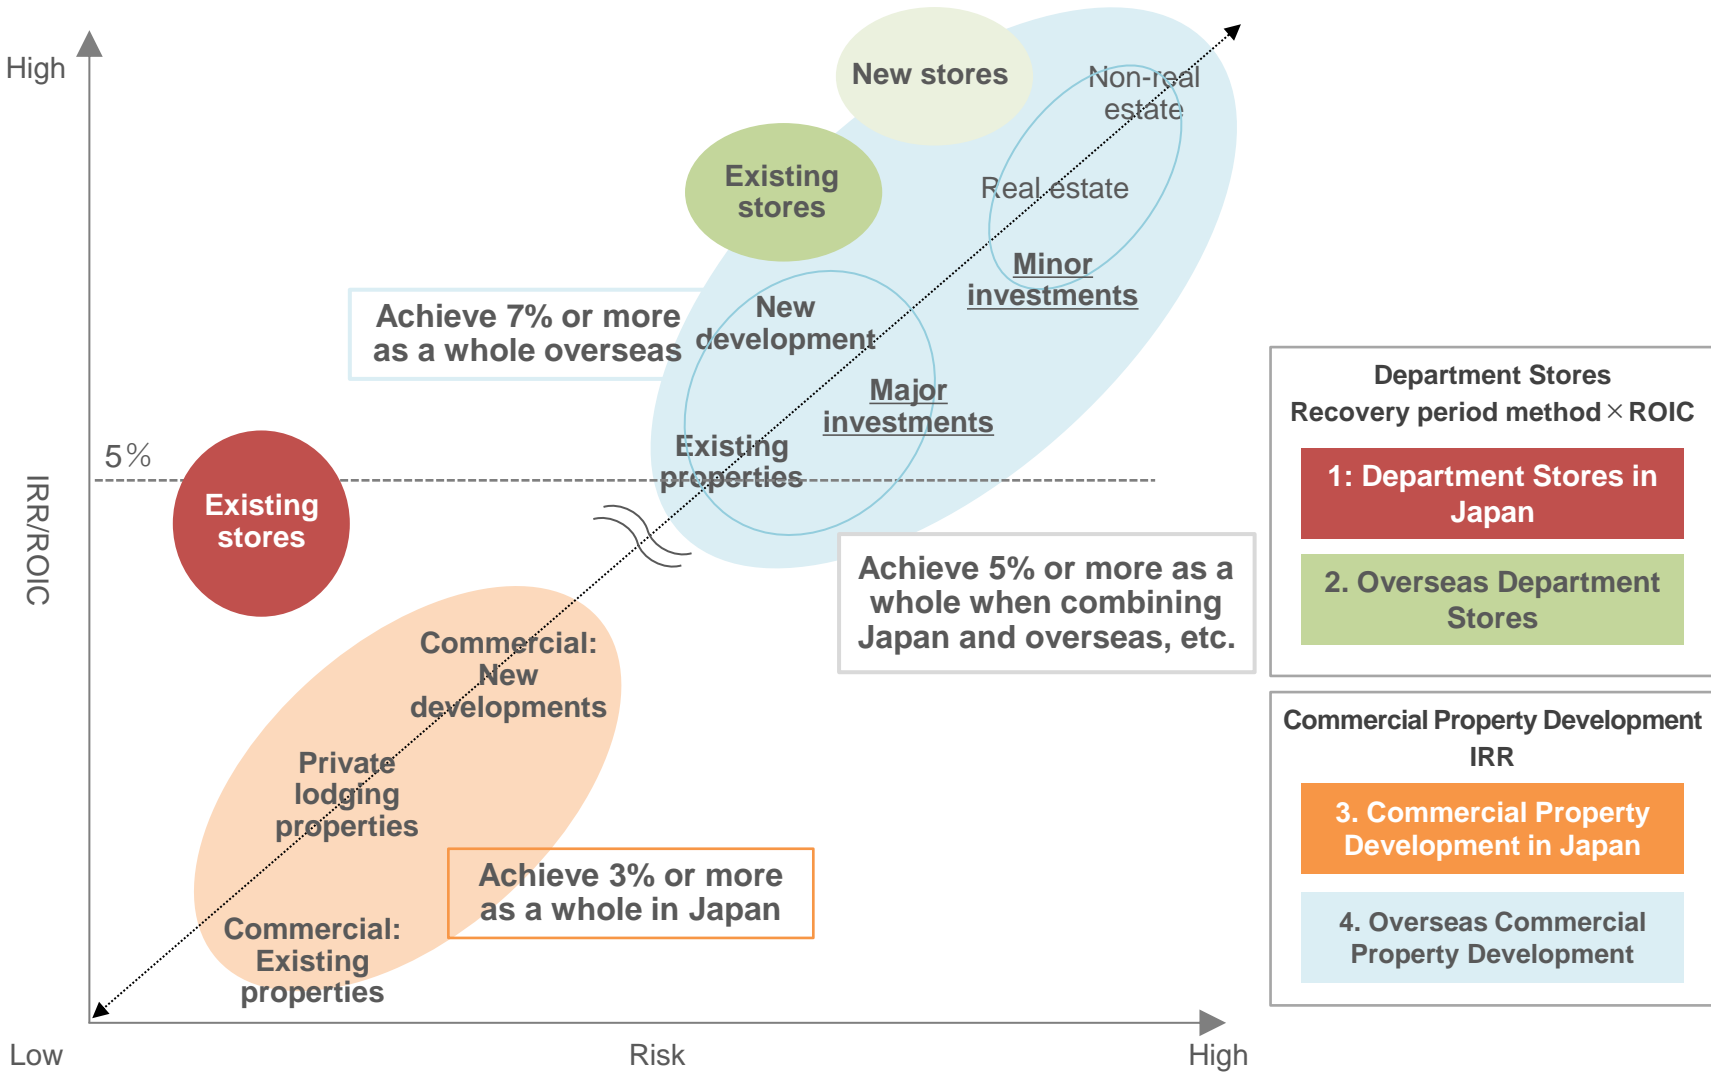 High
New stores
Non-real
estate
Existing
stores
Real estate
Minor
investments
Achieve 7% or more
as a whole overseas
New
development
Major
investments
Existing
properties
5%
IRR/ROIC
Existing
stores
Achieve 5% or more as a
whole when combining
Japan and overseas, etc.
Commercial:
New
developments
Private
lodging
properties
Achieve 3% or more
as a whole in Japan
Commercial:
Existing
properties
Low
Risk
High
Department Stores
Recovery period method×ROIC
1: Department Stores in
Japan
2. Overseas Department
Stores
Commercial Property Development
IRR
3. Commercial Property
Development in Japan
4. Overseas Commercial
Property Development